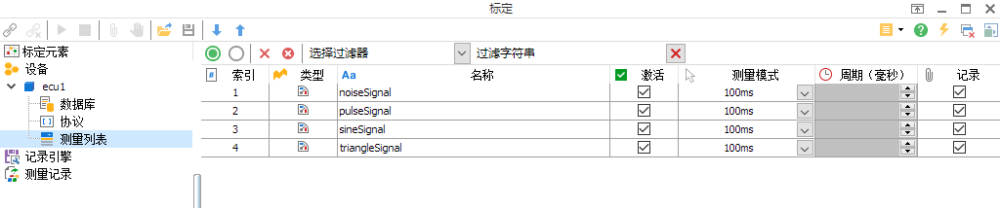 标定
标定元素
设备
ecu1
数据库
协议
测量列表
记录引擎
测量记录
选择过滤器 过滤字符串
索引 类型 Aa 名称 激活 测量模式 周期（毫秒） 记录
1 noiseSignal 100ms
2 pulseSignal 100ms
3 sineSignal 100ms
4 triangleSignal 100ms